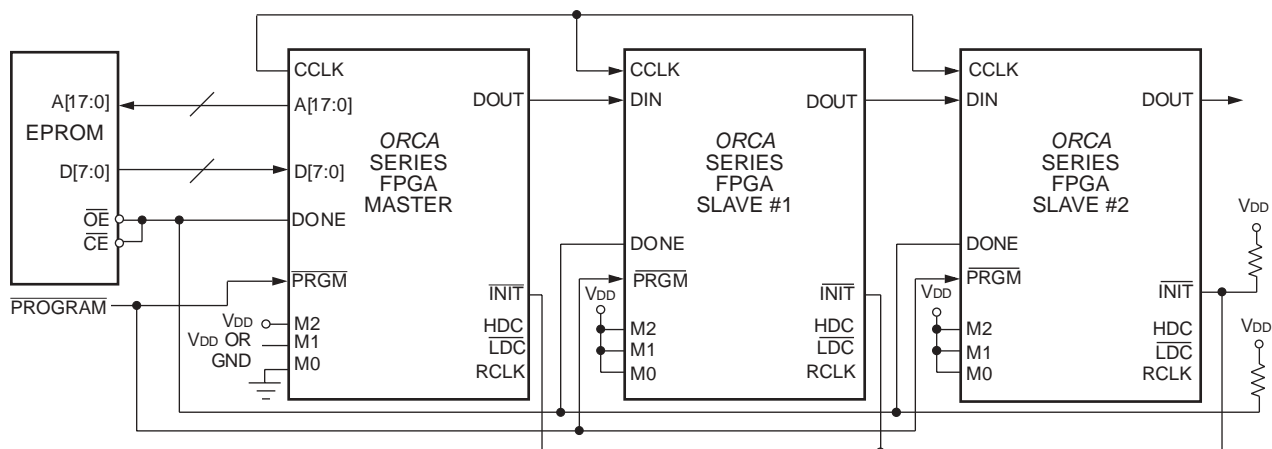 EPROM
A[17:0]
D[7:0]
OE
CE
PROGRAM
CCLK
A[17:0]
D[7:0]
DONE
PRGM
VDD
M2
VDD OR
GND
M1
M0
DOUT
ORCA
SERIES
FPGA
MASTER
INIT
HDC
LDC
RCLK
CCLK
DIN
DOUT
ORCA
SERIES
FPGA
SLAVE #1
DONE
PRGM
VDD
M2
M1
M0
INIT
HDC
LDC
RCLK
CCLK
DIN
DOUT
ORCA
SERIES
FPGA
SLAVE #2
DONE
PRGM
VDD
M2
M1
M0
INIT
HDC
LDC
RCLK
VDD
VDD